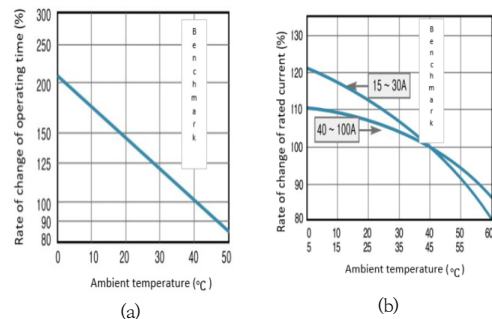 300
250
200
150
125
100
90
80
Rate of change of operating time (%)
Benchmark
0 10 20 30 40 50
Ambient temperature (°C)
(a)
130
120
110
100
90
80
Rate of change of rated current (%)
Benchmark
15 ~ 30A
40 ~ 100A
0 10 20 30 40 50 60
5 15 25 35 45 55
Ambient temperature (°C)
(b)